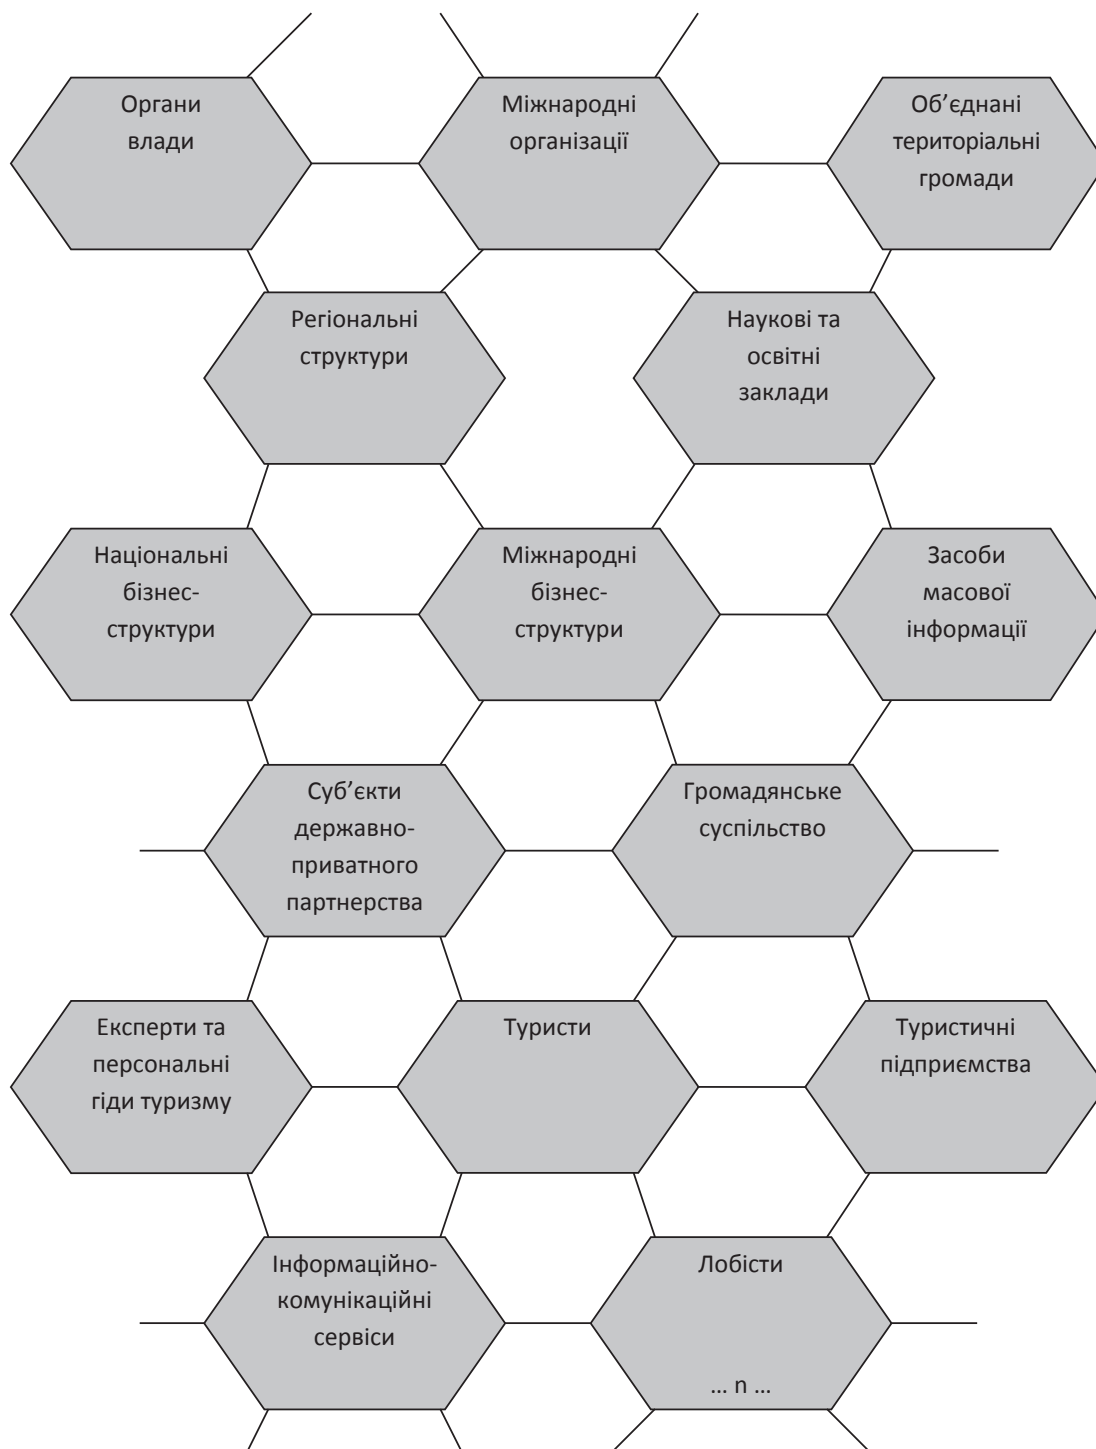 Органи
влади
Міжнародні
організації
Об’єднані
територіальні
громади
Регіональні
структури
Наукові та
освітні
заклади
Національні
бізнес-
структури
Міжнародні
бізнес-
структури
Засоби
масової
інформації
Суб’єкти
державно-
приватного
партнерства
Громадянське
суспільство
Експерти та
персональні
гіди туризму
Туристи
Туристичні
підприємства
Інформаційно-
комунікаційні
сервіси
Лобісти
... n ...